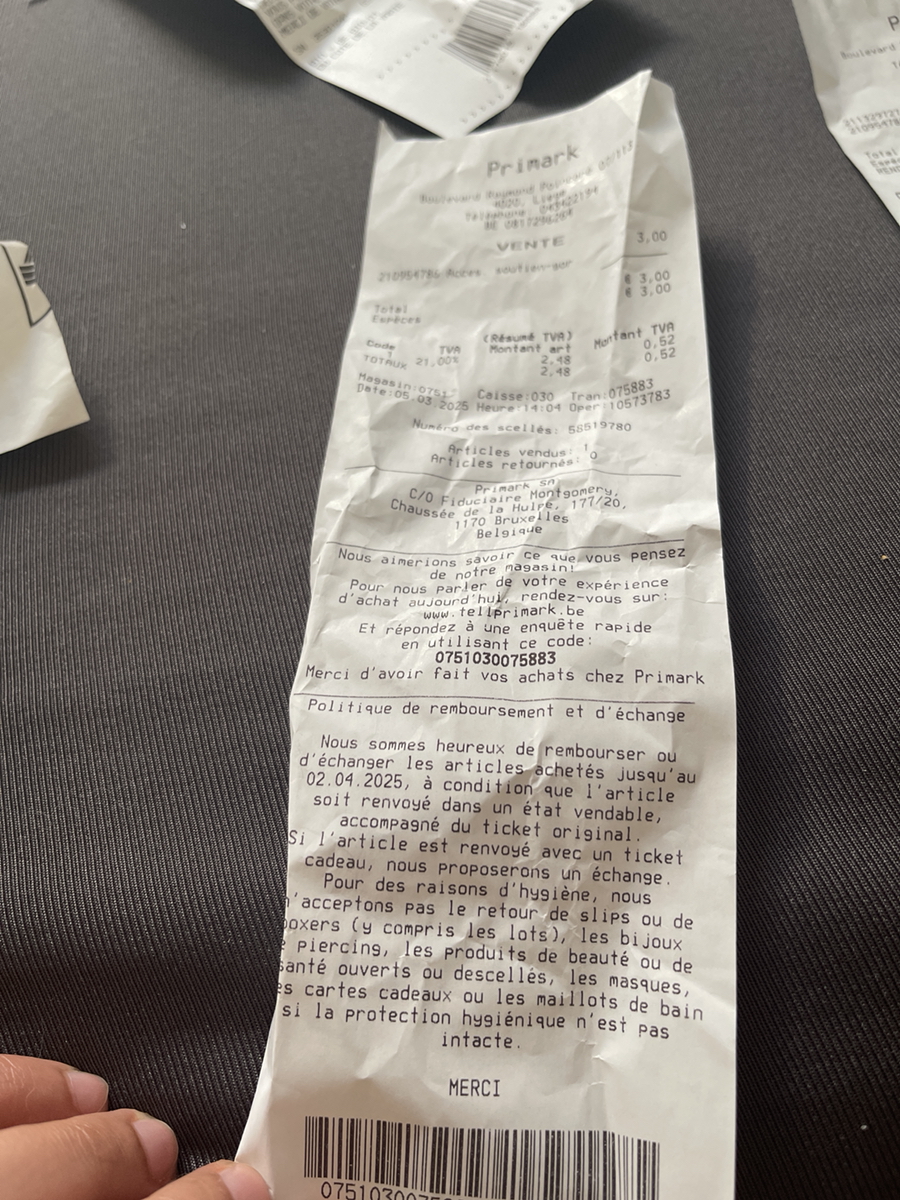 Primark
Boulevard Raymond Poincaré
4020, Liege
Téléphone. 043422194
BE 0817296269
VENTE
210954786 Accès. soutien-gor 3,00
Total € 3,00
Espèces € 3,00
(Résumé TVA)
Code TVA Montant art Montant TVA
1 21.00% 2,48 0,52
TOTAUX 2,48 0,52
Caisse:030 Tran:075883
Date:05.03.2025 Heure:14:04 Oper:10573783
Numéro des scellés: 58519780
Articles vendus: 1
Articles retournés: 0
Primark SA
C/O Fiduciaire Montgomery,
Chaussée de la Hulpe, 177/20,
1170 Bruxelles
Belgique
Nous aimerions savoir ce que vous pensez
de notre magasin!
Pour nous parler de votre expérience
d'achat aujourd'hui, rendez-vous sur:
www.tellprimark.be
Et répondez à une enquête rapide
en utilisant ce code:
0751030075883
Merci d'avoir fait vos achats chez Primark
Politique de remboursement et d'échange
Nous sommes heureux de rembourser ou
d'échanger les articles achetés jusqu'au
02.04.2025, à condition que l'article
soit renvoyé dans un état vendable,
accompagné du ticket original.
Si l'article est renvoyé avec un ticket
cadeau, nous proposerons un échange.
Pour des raisons d'hygiène, nous
n'acceptons pas le retour de slips ou de
boxers (y compris les lots), les bijoux
piercing, les produits de beauté ou de
santé ouverts ou descellés, les masques,
es cartes cadeaux ou les maillots de bain
si la protection hygiénique n'est pas
intacte.
MERCI